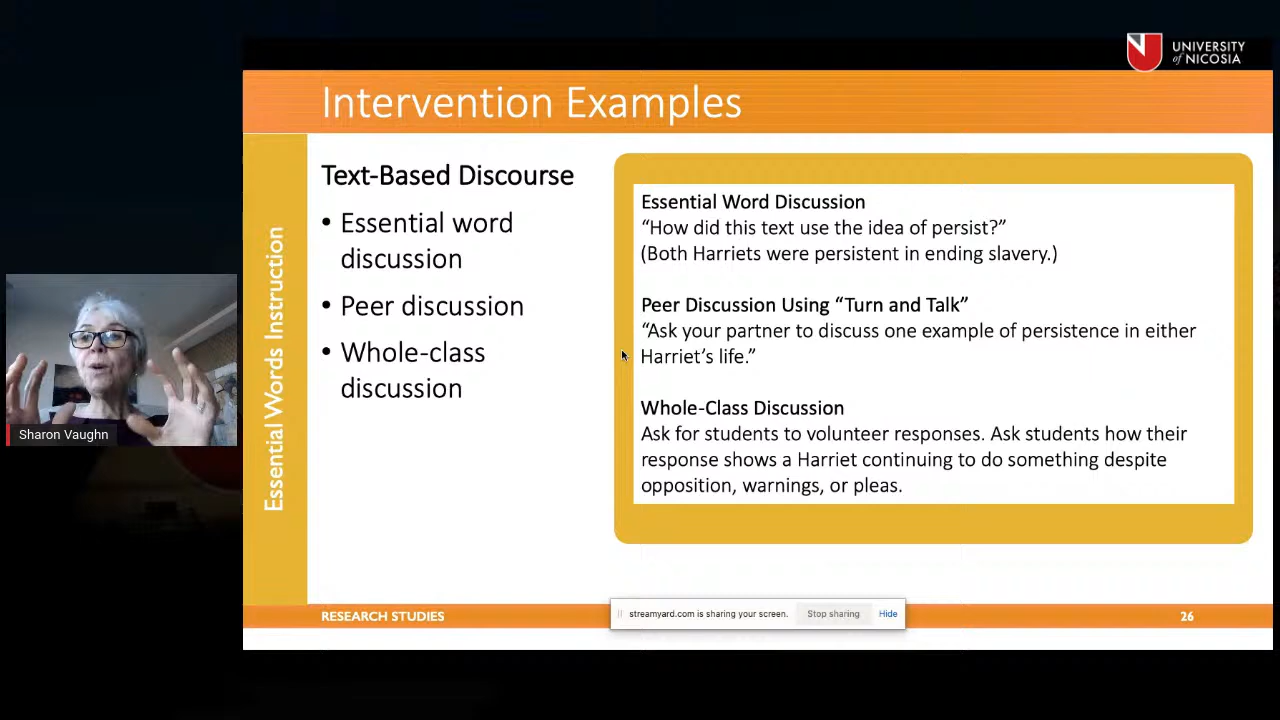 UNIVERSITY
of NICOSIA
Intervention Examples
Essential Words Instruction
Text-Based Discourse
• Essential word
discussion
• Peer discussion
• Whole-class
discussion
Essential Word Discussion
“How did this text use the idea of persist?”
(Both Harriets were persistent in ending slavery.)
Peer Discussion Using “Turn and Talk”
“Ask your partner to discuss one example of persistence in either
Harriet’s life.”
Whole-Class Discussion
Ask for students to volunteer responses. Ask students how their
response shows a Harriet continuing to do something despite
opposition, warnings, or pleas.
Sharon Vaughn
RESEARCH STUDIES
streamyard.com is sharing your screen.
Stop sharing
Hide
26